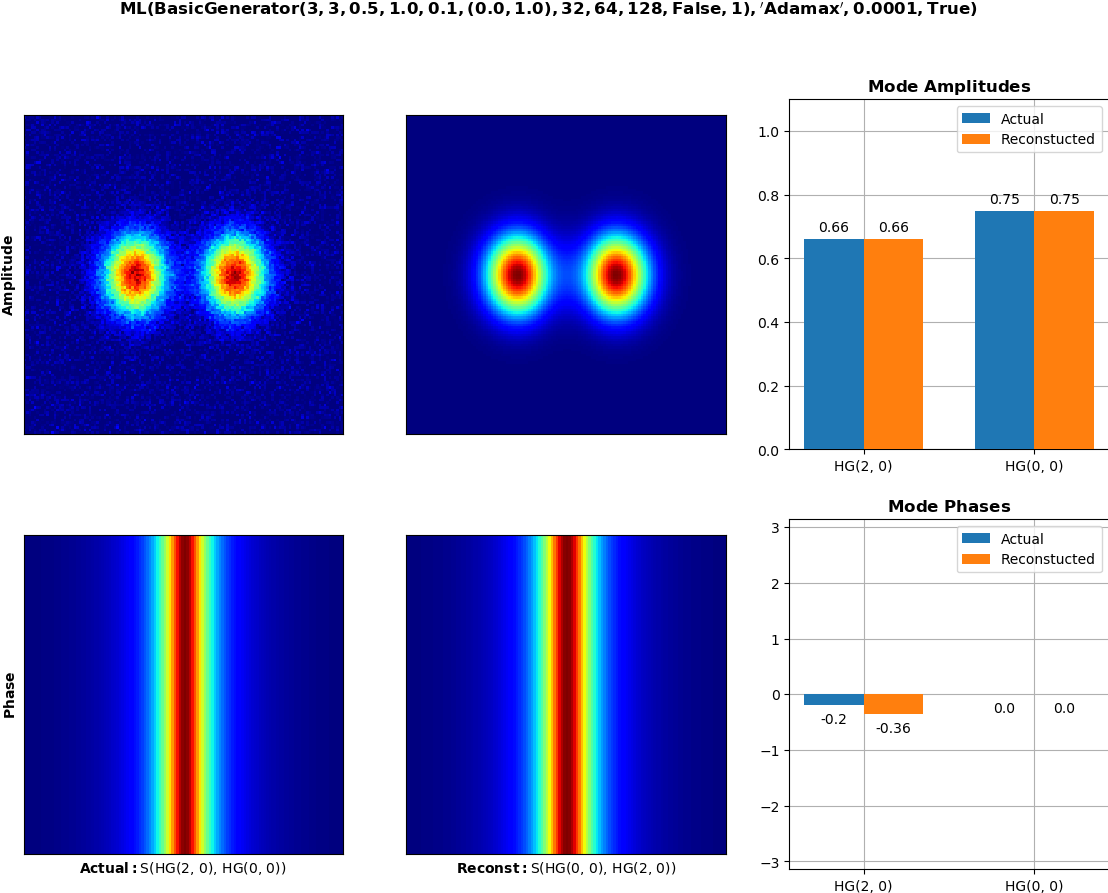 ML(BasicGenerator(3, 3, 0.5, 1.0, 0.1, (0.0, 1.0), 32, 64, 128, False, 1), ′Adamax′, 0.0001, True)
Mode Amplitudes
Amplitude
1.0
0.8
0.6
0.4
0.2
0.0
Actual
Reconstucted
0.66
0.66
0.75
0.75
HG(2, 0)
HG(0, 0)
Mode Phases
Phase
3
2
1
0
−1
−2
−3
Actual
Reconstucted
-0.2
-0.36
0.0
0.0
HG(2, 0)
HG(0, 0)
Actual: S(HG(2, 0), HG(0, 0))
Reconst: S(HG(0, 0), HG(2, 0))